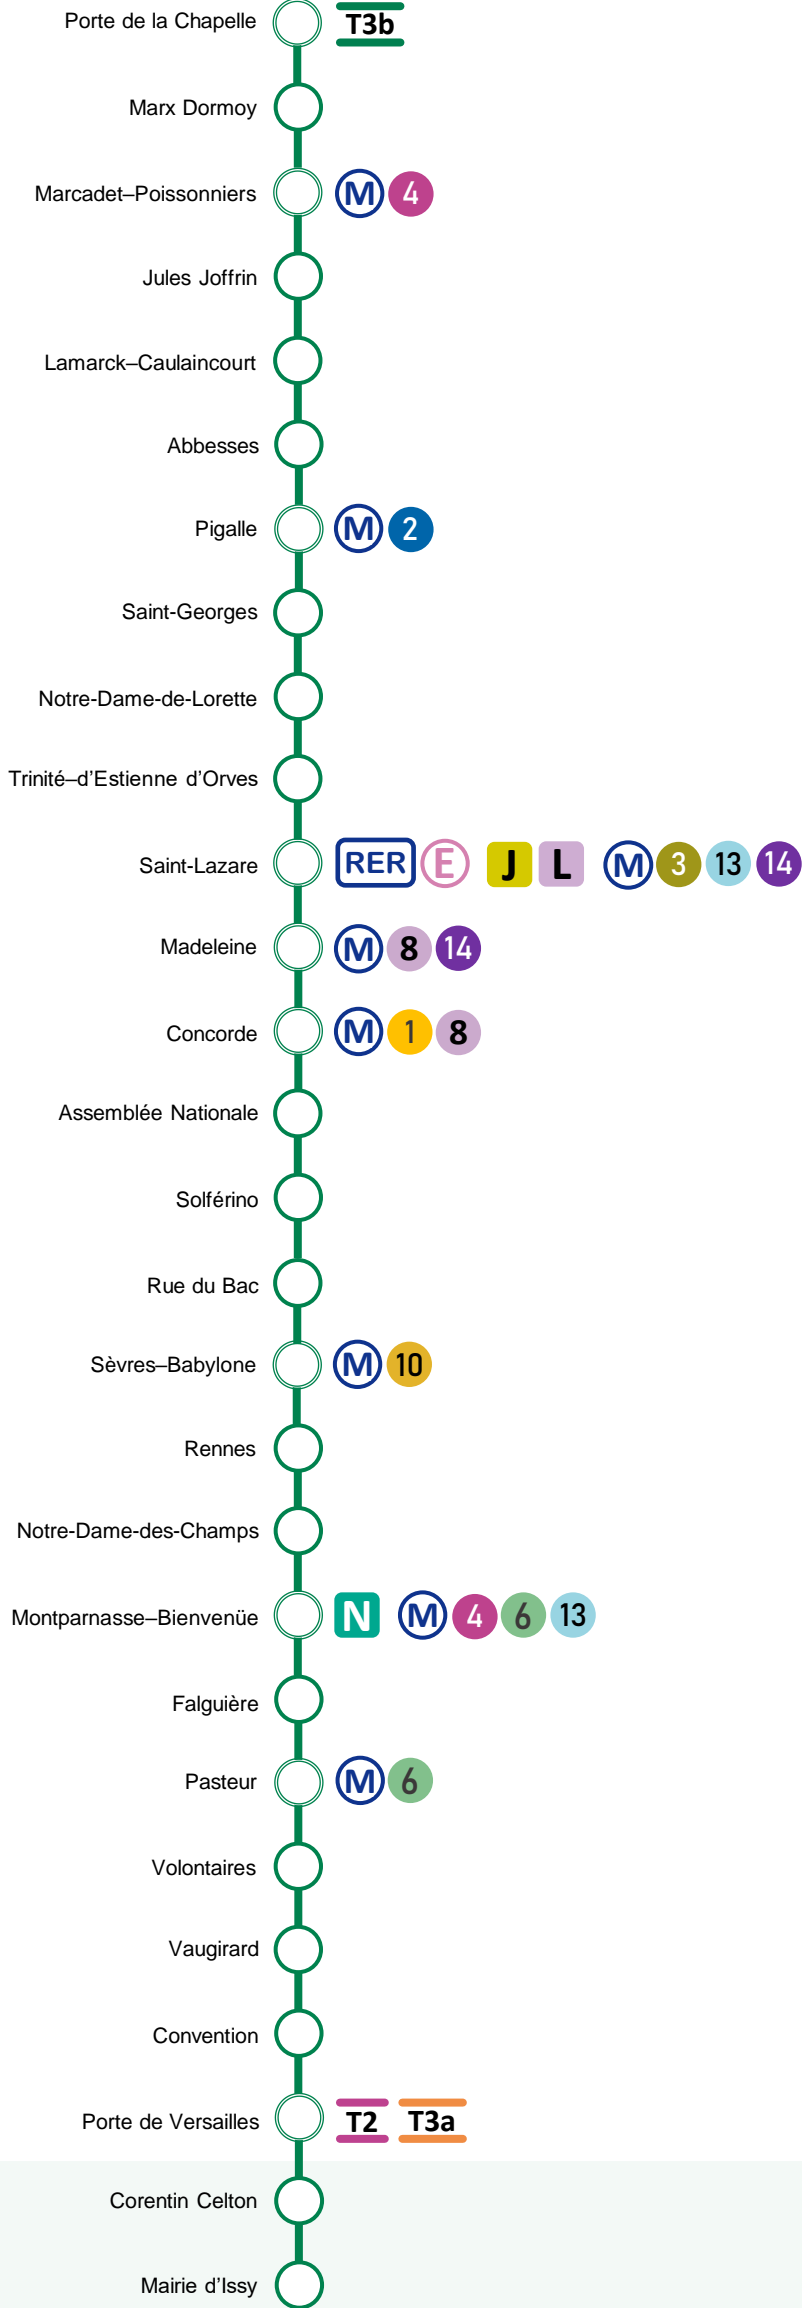 Porte de la Chapelle T3b
Marx Dormoy
Marcadet–Poissonniers M 4
Jules Joffrin
Lamarck–Caulaincourt
Abbesses
Pigalle M 2
Saint-Georges
Notre-Dame-de-Lorette
Trinité–d’Estienne d’Orves
Saint-Lazare RER E J L M 3 13 14
Madeleine M 8 14
Concorde M 1 8
Assemblée Nationale
Solférino
Rue du Bac
Sèvres–Babylone M 10
Rennes
Notre-Dame-des-Champs
Montparnasse–Bienvenüe N M 4 6 13
Falguière
Pasteur M 6
Volontaires
Vaugirard
Convention
Porte de Versailles T2 T3a
Corentin Celton
Mairie d’Issy